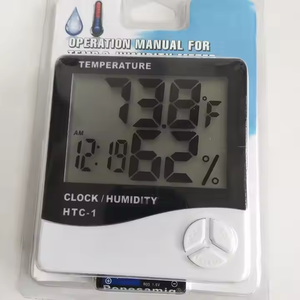 OPERATION MANUAL FOR
TEMPERATURE
73.8°F
AM
12:19
62%
CLOCK/HUMIDITY
HTC-1